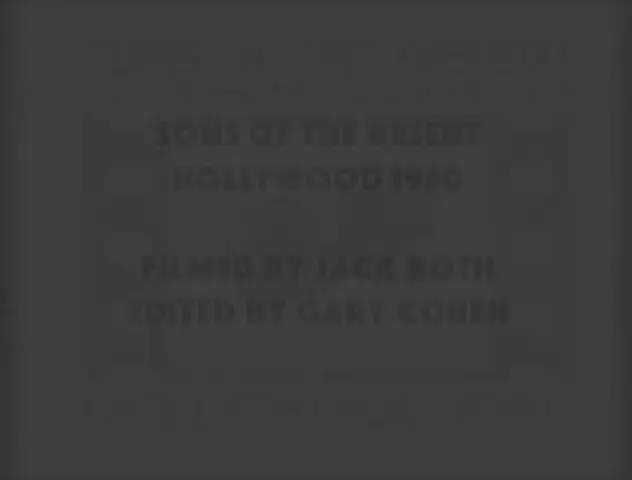 SONS OF THE DESERT
HOLLYWOOD 1980
FILMED BY JACK ROTH
EDITED BY GARY COHEN